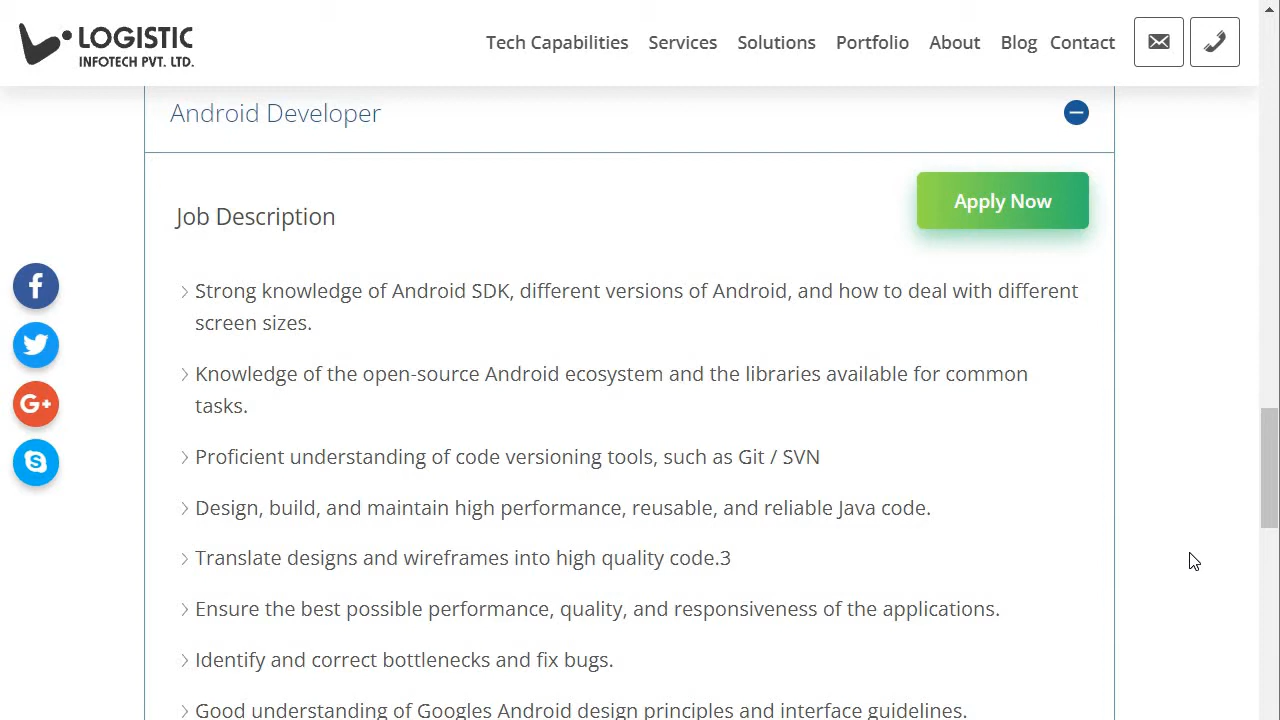 LOGISTIC
INFOTECH PVT. LTD.
Tech Capabilities Services Solutions Portfolio About Blog Contact
Android Developer
Apply Now
Job Description
Strong knowledge of Android SDK, different versions of Android, and how to deal with different
screen sizes.
Knowledge of the open-source Android ecosystem and the libraries available for common
tasks.
Proficient understanding of code versioning tools, such as Git / SVN
Design, build, and maintain high performance, reusable, and reliable Java code.
Translate designs and wireframes into high quality code.3
Ensure the best possible performance, quality, and responsiveness of the applications.
Identify and correct bottlenecks and fix bugs.
Good understanding of Googles Android design principles and interface guidelines.